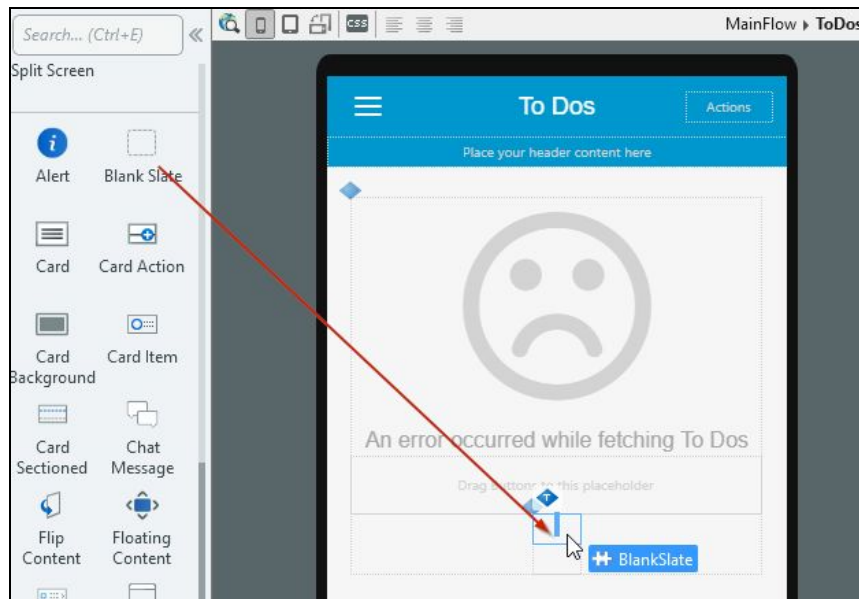 Search... (Ctrl+E)
CSS
MainFlow ▸ ToDos
Split Screen
Alert
Blank Slate
Card
Card Action
Card
Background
Card Item
Card
Sectioned
Chat
Message
Flip
Content
Floating
Content
To Dos
Actions
Place your header content here
An error occurred while fetching To Dos
Drag buttons to this placeholder
T
BlankSlate